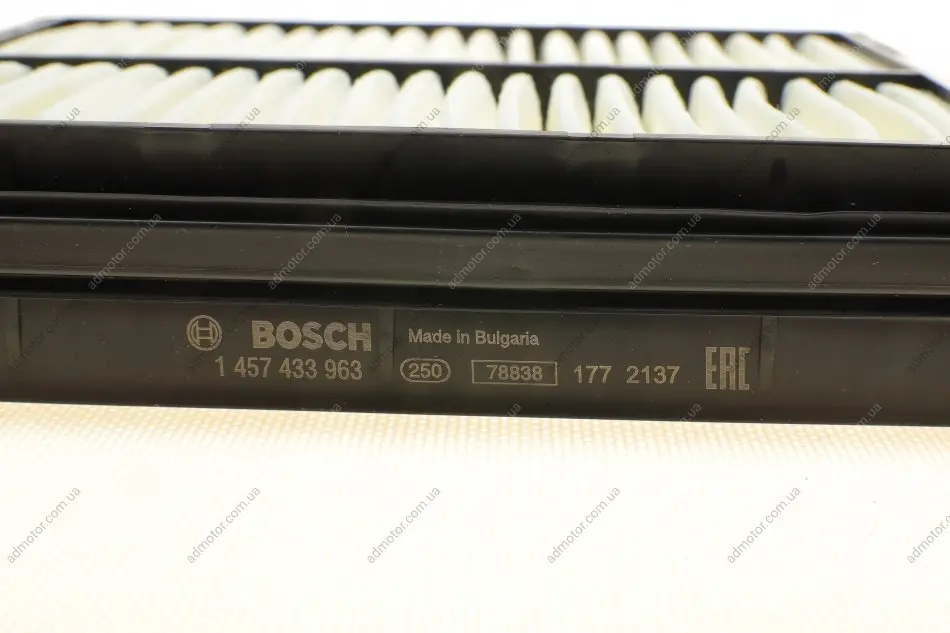 BOSCH
1 457 433 963
Made in Bulgaria
250 78838 177 2137 EAC
admotor.com.ua